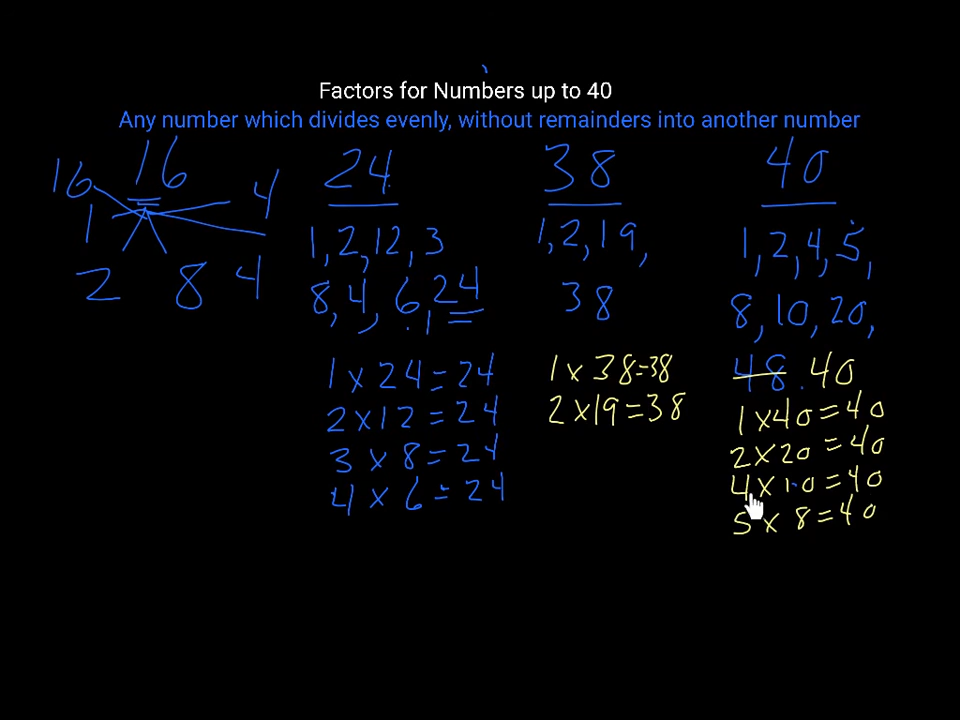 Factors for Numbers up to 40
Any number which divides evenly, without remainders into another number
16
16
4
1
2
8
4
24
1, 2, 12, 3
8, 4, 6, 24
1 x 24 = 24
2 x 12 = 24
3 x 8 = 24
4 x 6 = 24
38
1, 2, 19,
38
1 x 38 = 38
2 x 19 = 38
40
1, 2, 4, 5,
8, 10, 20,
48. 40
1 x 40 = 40
2 x 20 = 40
4 x 10 = 40
5 x 8 = 40